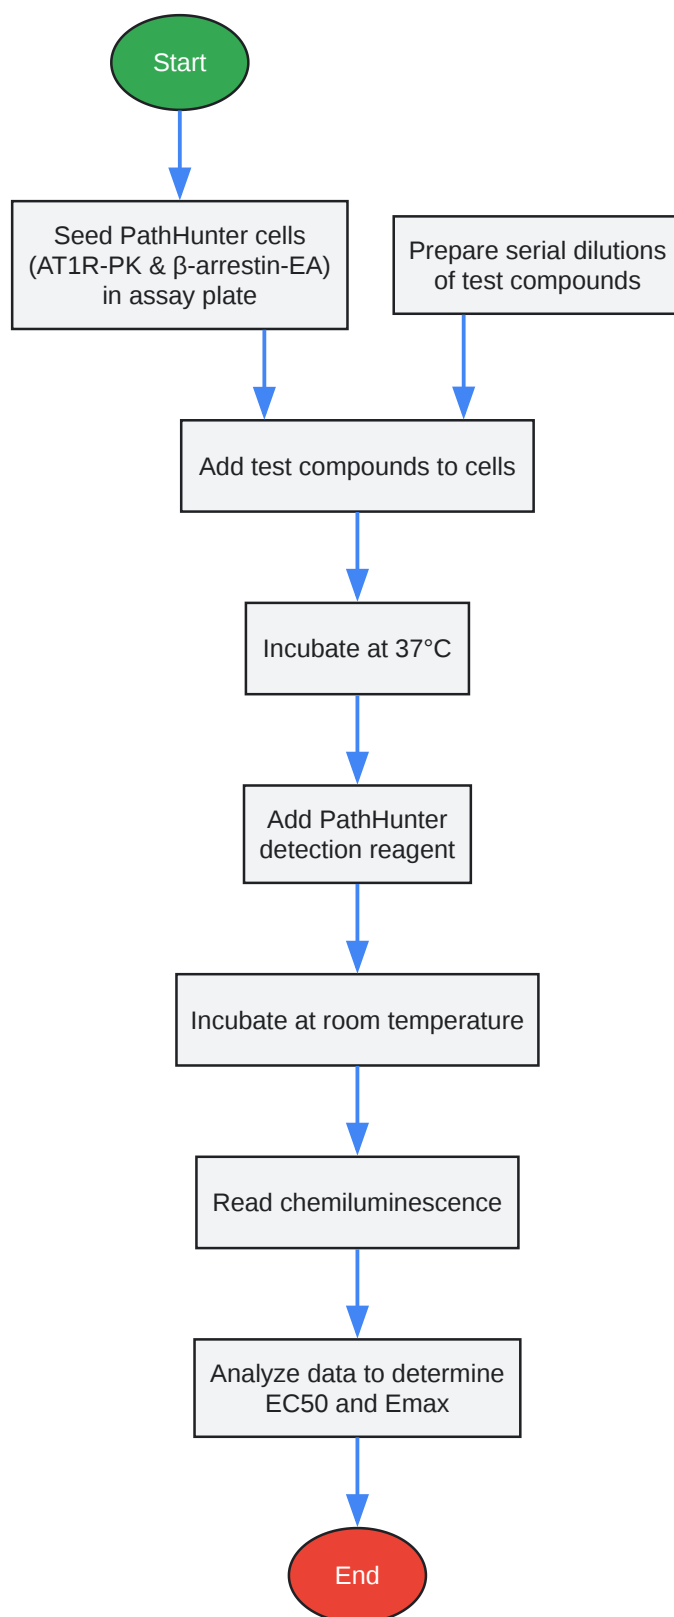 Start
Seed PathHunter cells
(AT1R-PK & β-arrestin-EA)
in assay plate
Prepare serial dilutions
of test compounds
Add test compounds to cells
Incubate at 37°C
Add PathHunter
detection reagent
Incubate at room temperature
Read chemiluminescence
Analyze data to determine
EC50 and Emax
End